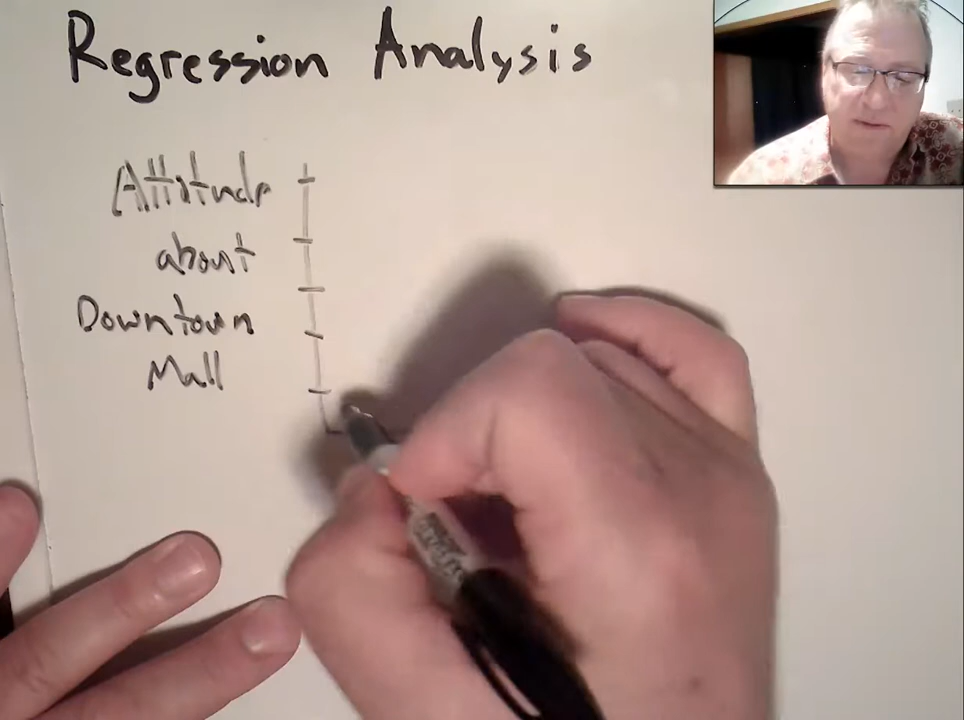 Regression Analysis
Attitude
about
Downtown
Mall